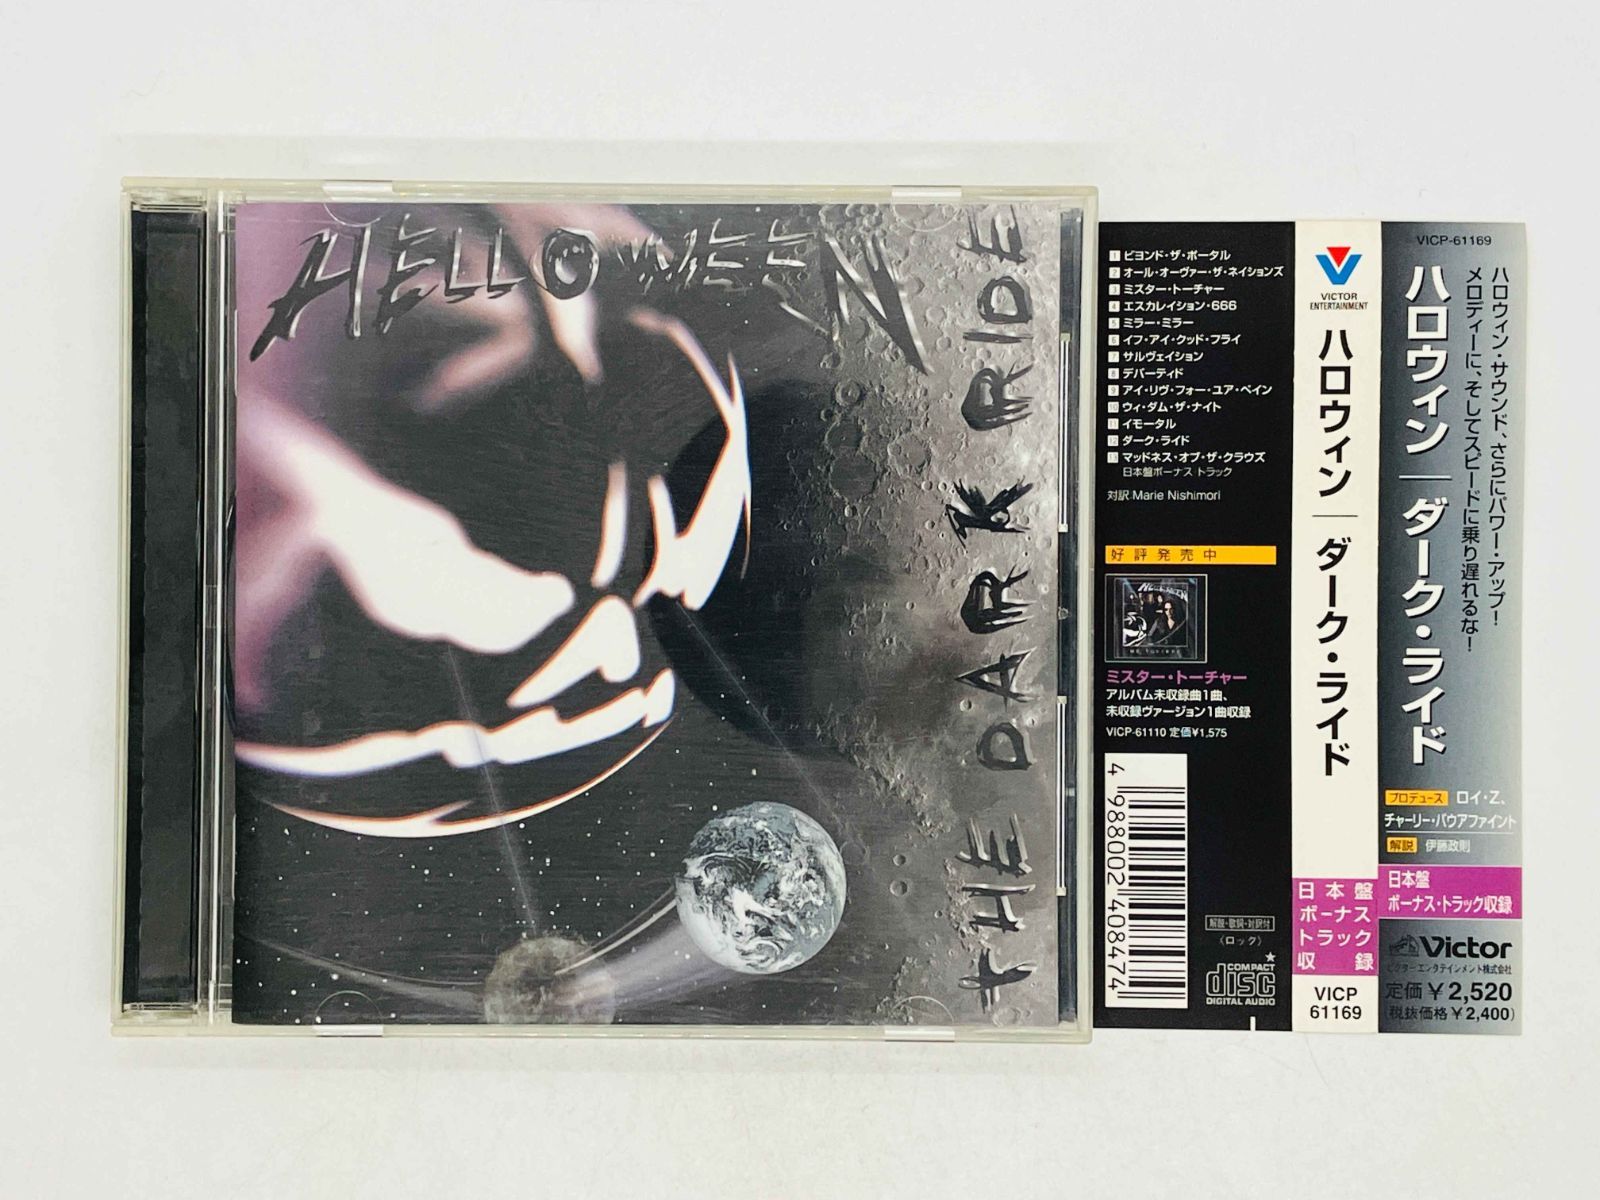 HELLOWEEN
THE DARK RIDE
1 ビヨンド・ザ・ポータル
2 オール・オーヴァー・ザ・ネイションズ
3 ミスター・トーチャー
4 エスカレイション・666
5 ミラー・ミラー
6 イフ・アイ・クッド・フライ
7 サルヴェイション
8 デパーティド
9 アイ・リヴ・フォー・ユア・ペイン
10 ウィ・ダム・ザ・ナイト
11 イモータル
12 ダーク・ライド
13 マッドネス・オブ・ザ・クラウズ
日本盤ボーナス トラック
対訳:Marie Nishimori
好評発売中
ミスター・トーチャー
アルバム未収録曲1曲、
未収録ヴァージョン1曲収録
VICP-61110 定価¥1,575
4 988002 408474
解説・歌詞・対訳付
〈ロック〉
COMPACT
disc
DIGITAL AUDIO
VICTOR
ENTERTAINMENT
ハロウィン｜ダーク・ライド
日本盤
ボーナス
トラック
収録
VICP
61169
VICP-61169
ハロウィン・サウンド、さらにパワー・アップ!
メロディーに、そしてスピードに乗り遅れるな!
ハロウィン｜ダーク・ライド
プロデュース ロイ・Z、
チャーリー・バウアファイント
解説 伊藤政則
日本盤
ボーナス・トラック収録
Victor
ビクターエンタテインメント株式会社
定価¥2,520
(税抜価格¥2,400)